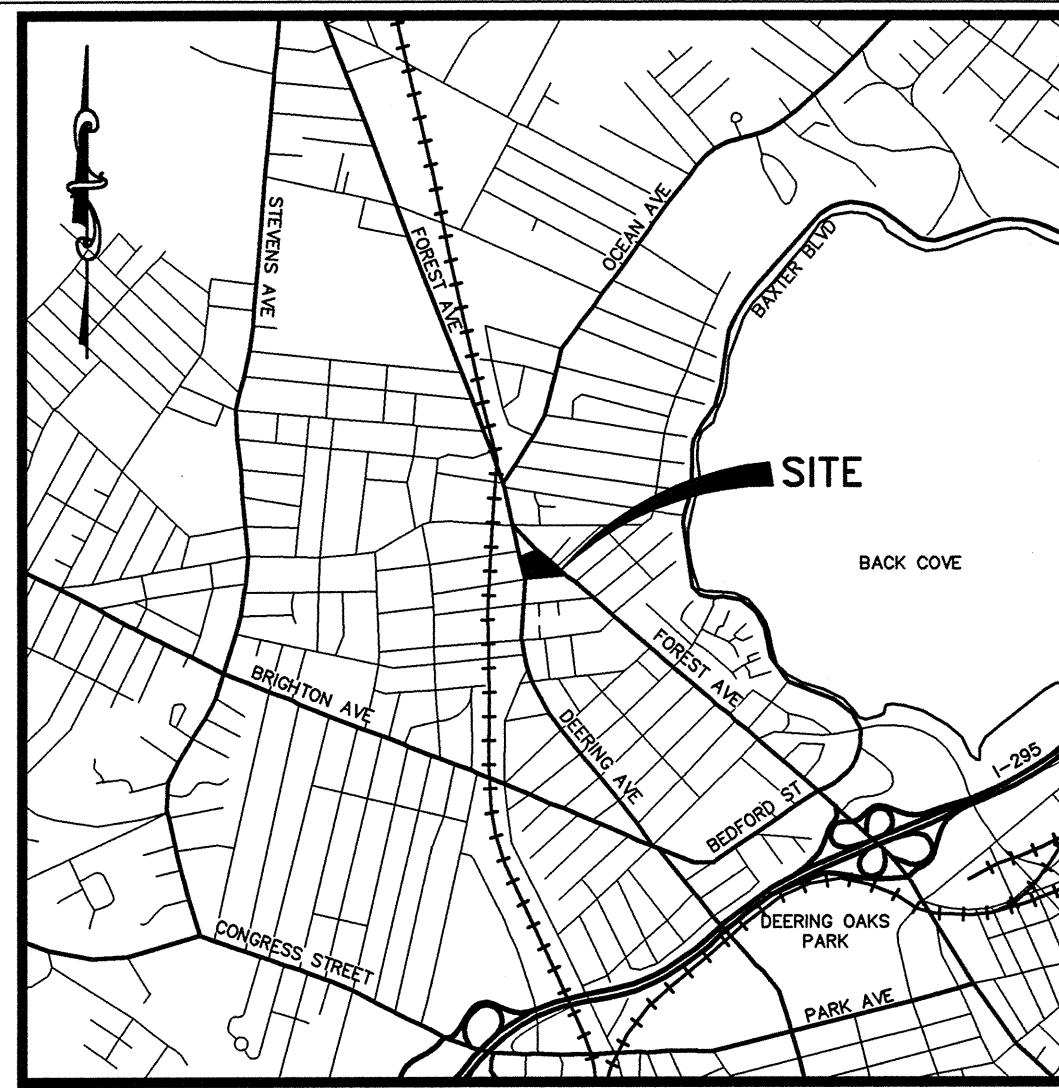 STEVENS AVE
FOREST AVE
OCEAN AVE
BAXTER BLVD
SITE
BACK COVE
FOREST AVE
BRIGHTON AVE
DEERING AVE
BEDFORD ST
I-295
DEERING OAKS
PARK
CONGRESS STREET
PARK AVE